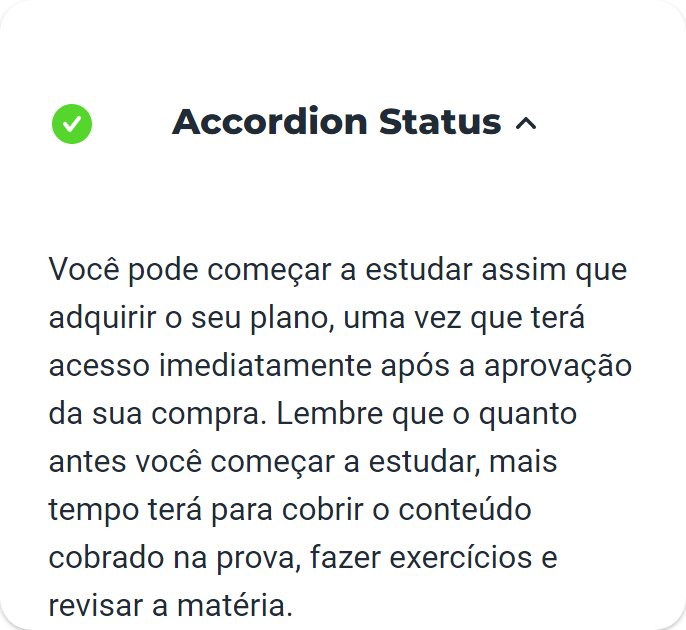 Accordion Status
Você pode começar a estudar assim que
adquirir o seu plano, uma vez que terá
acesso imediatamente após a aprovação
da sua compra. Lembre que o quanto
antes você começar a estudar, mais
tempo terá para cobrir o conteúdo
cobrado na prova, fazer exercícios e
revisar a matéria.